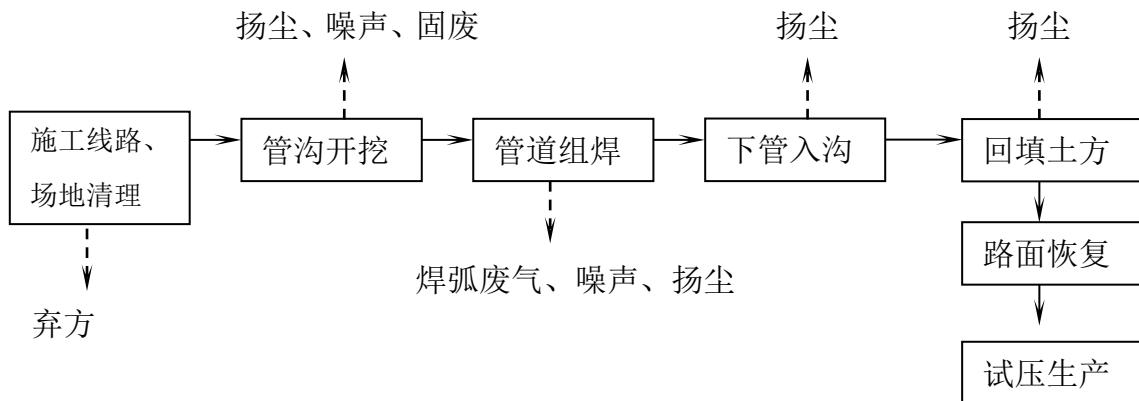 扬尘、噪声、固废
扬尘
扬尘
施工线路、
场地清理
管沟开挖
管道组焊
下管入沟
回填土方
路面恢复
焊弧废气、噪声、扬尘
弃方
试压生产